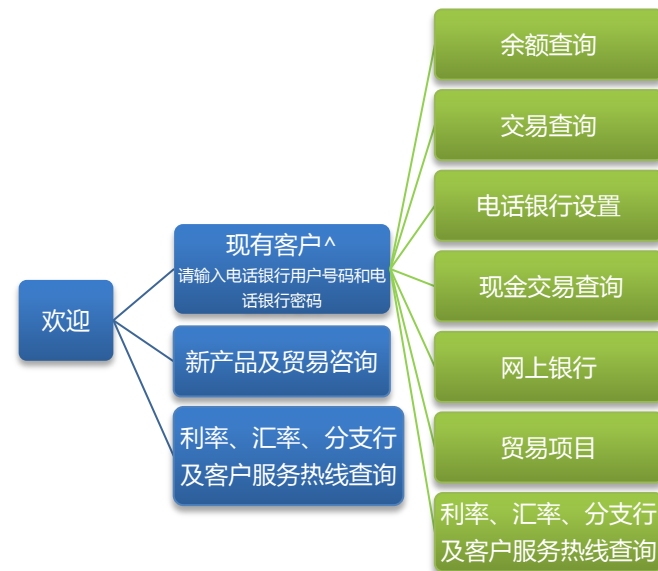 欢迎
现有客户^
请输入电话银行用户号码和电
话银行密码
新产品及贸易咨询
利率、汇率、分支行
及客户服务热线查询
余额查询
交易查询
电话银行设置
现金交易查询
网上银行
贸易项目
利率、汇率、分支行
及客户服务热线查询